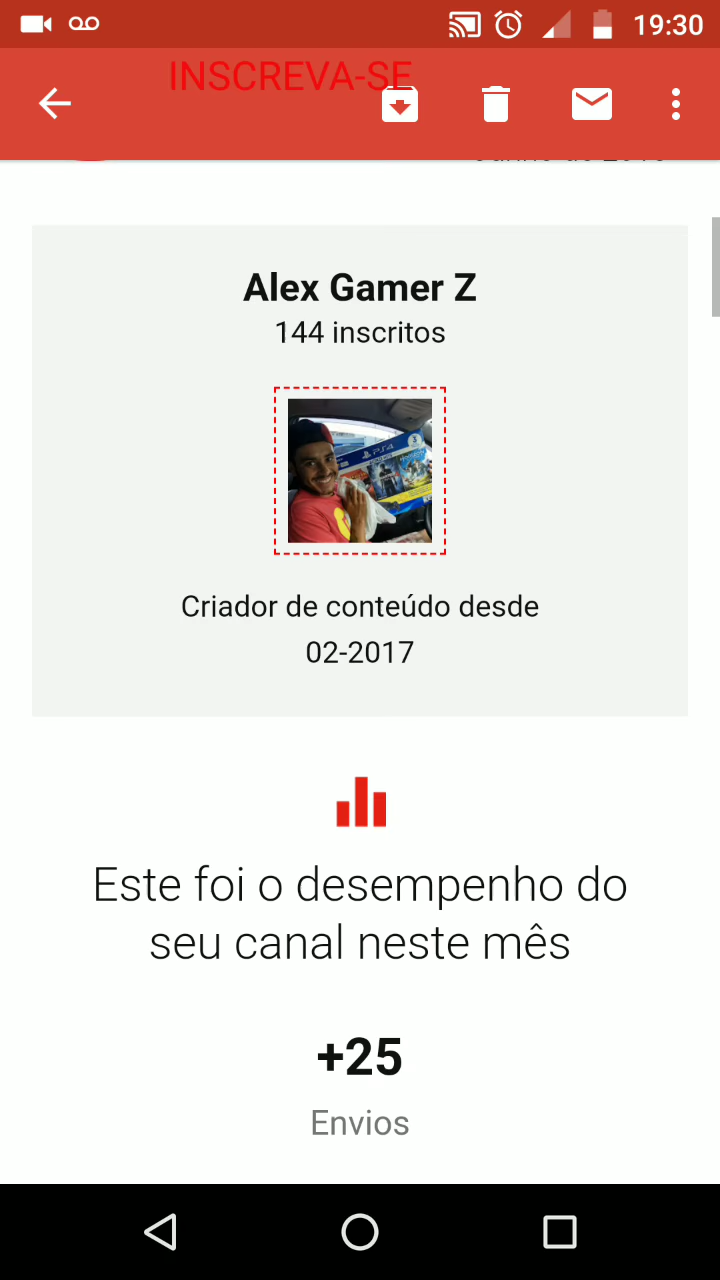 19:30
INSCREVA-SE
Alex Gamer Z
144 inscritos
PS4
Criador de conteúdo desde
02-2017
Este foi o desempenho do
seu canal neste mês
+25
Envios